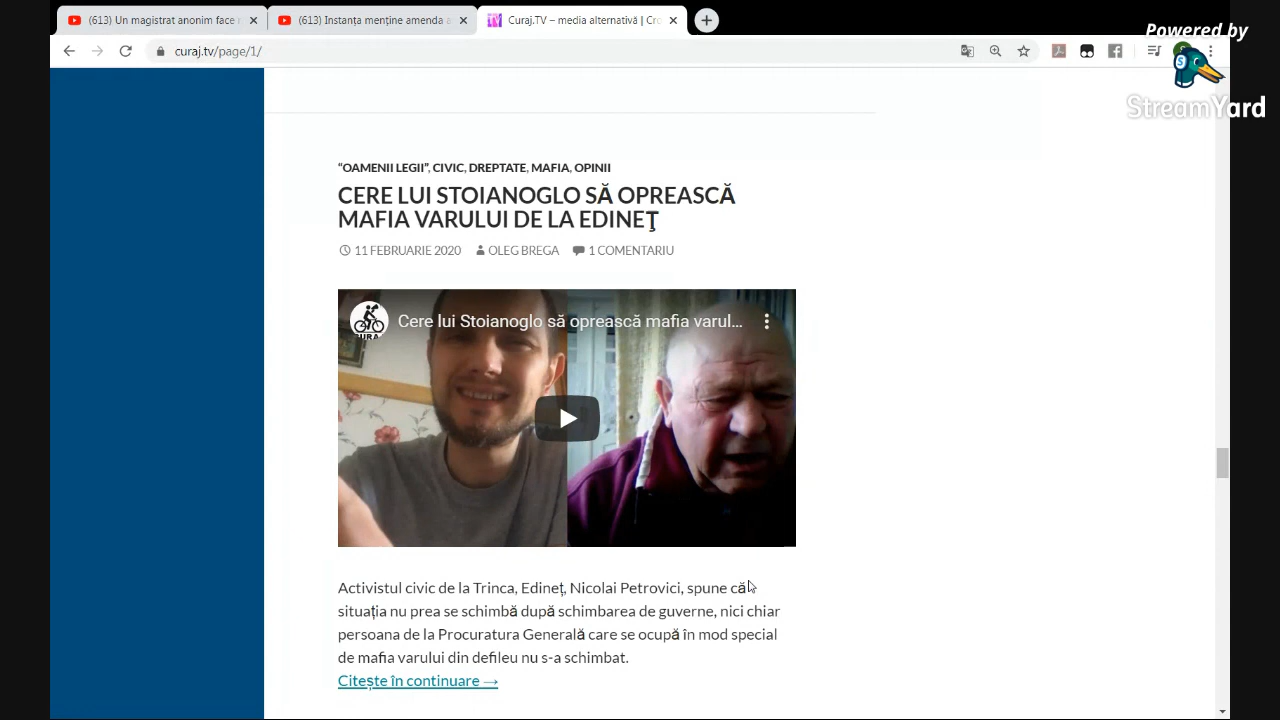 (613) Un magistrat anonim face
(613) Instanța menține amenda
Curaj.TV – media alternativă | Cro
curaj.tv/page/1/
Powered by
StreamYard
"OAMENII LEGII", CIVIC, DREPTATE, MAFIA, OPINII
CERE LUI STOIANOGLO SĂ OPREASCĂ
MAFIA VARULUI DE LA EDINEŢ
11 FEBRUARIE 2020 OLEG BREGA 1 COMENTARIU
Cere lui Stoianoglo să oprească mafia varul...
Activistul civic de la Trinca, Edineț, Nicolai Petrovici, spune că
situația nu prea se schimbă după schimbarea de guverne, nici chiar
persoana de la Procuratura Generală care se ocupă în mod special
de mafia varului din defileu nu s-a schimbat.
Citește în continuare →